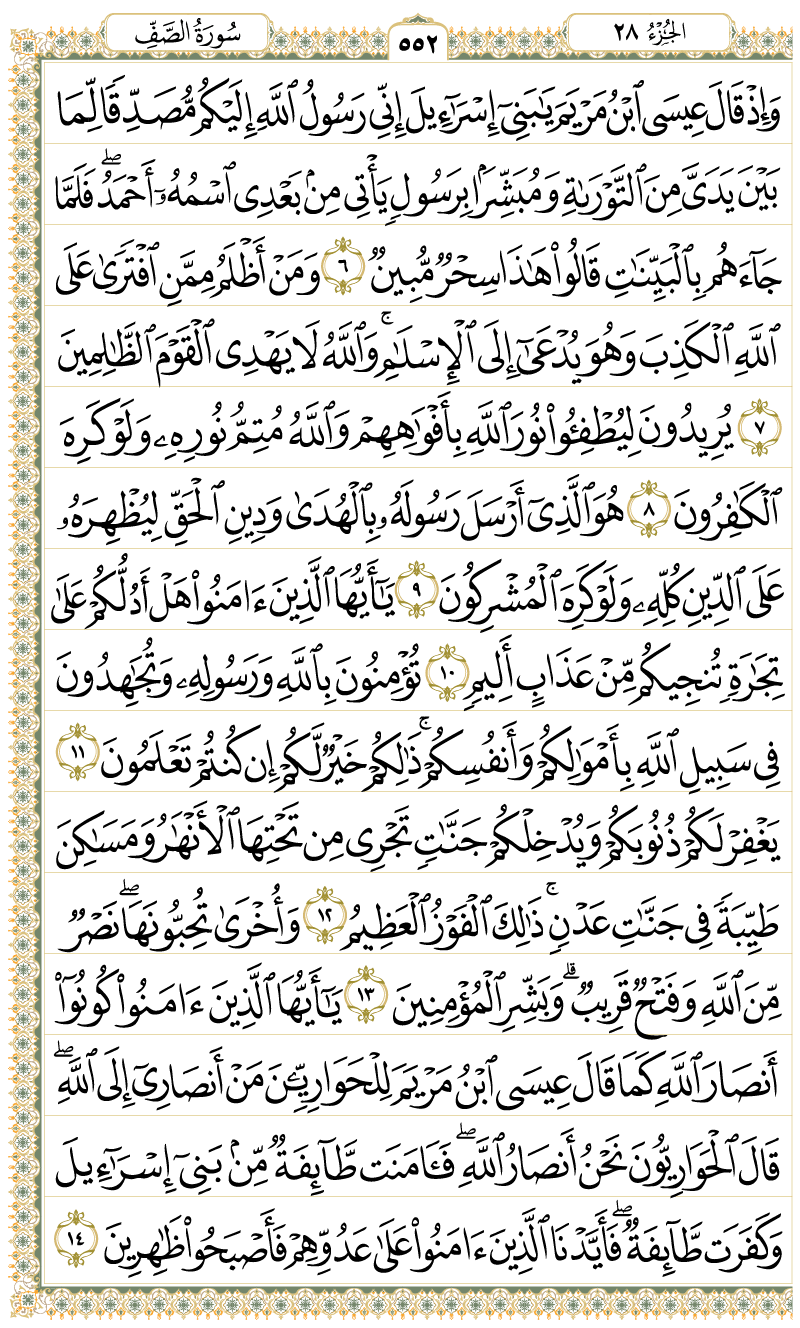 الجُزْءُ ٢٨
٥٥٢
سُورَةُ الصَّفِّ
وَإِذْ قَالَ عِيسَى ٱبْنُ مَرْيَمَ يَٰبَنِىٓ إِسْرَٰٓءِيلَ إِنِّى رَسُولُ ٱللَّهِ إِلَيْكُم مُّصَدِّقًا لِّمَا
بَيْنَ يَدَىَّ مِنَ ٱلتَّوْرَىٰةِ وَمُبَشِّرًۢا بِرَسُولٍ يَأْتِى مِنۢ بَعْدِى ٱسْمُهُۥٓ أَحْمَدُ ۖ فَلَمَّا
جَآءَهُم بِٱلْبَيِّنَٰتِ قَالُوا۟ هَٰذَا سِحْرٌ مُّبِينٌ ٦ وَمَنْ أَظْلَمُ مِمَّنِ ٱفْتَرَىٰ عَلَى
ٱللَّهِ ٱلْكَذِبَ وَهُوَ يُدْعَىٰٓ إِلَى ٱلْإِسْلَٰمِ ۚ وَٱللَّهُ لَا يَهْدِى ٱلْقَوْمَ ٱلظَّٰلِمِينَ
٧ يُرِيدُونَ لِيُطْفِـُٔوا۟ نُورَ ٱللَّهِ بِأَفْوَٰهِهِمْ وَٱللَّهُ مُتِمُّ نُورِهِۦ وَلَوْ كَرِهَ
ٱلْكَٰفِرُونَ ٨ هُوَ ٱلَّذِىٓ أَرْسَلَ رَسُولَهُۥ بِٱلْهُدَىٰ وَدِينِ ٱلْحَقِّ لِيُظْهِرَهُۥ
عَلَى ٱلدِّينِ كُلِّهِۦ وَلَوْ كَرِهَ ٱلْمُشْرِكُونَ ٩ يَٰٓأَيُّهَا ٱلَّذِينَ ءَامَنُوا۟ هَلْ أَدُلُّكُمْ عَلَىٰ
تِجَٰرَةٍ تُنجِيكُم مِّنْ عَذَابٍ أَلِيمٍ ١٠ تُؤْمِنُونَ بِٱللَّهِ وَرَسُولِهِۦ وَتُجَٰهِدُونَ
فِى سَبِيلِ ٱللَّهِ بِأَمْوَٰلِكُمْ وَأَنفُسِكُمْ ۚ ذَٰلِكُمْ خَيْرٌ لَّكُمْ إِن كُنتُمْ تَعْلَمُونَ ١١
يَغْفِرْ لَكُمْ ذُنُوبَكُمْ وَيُدْخِلْكُمْ جَنَّٰتٍ تَجْرِى مِن تَحْتِهَا ٱلْأَنْهَٰرُ وَمَسَٰكِنَ
طَيِّبَةً فِى جَنَّٰتِ عَدْنٍ ۚ ذَٰلِكَ ٱلْفَوْزُ ٱلْعَظِيمُ ١٢ وَأُخْرَىٰ تُحِبُّونَهَا ۖ نَصْرٌ
مِّنَ ٱللَّهِ وَفَتْحٌ قَرِيبٌ ۗ وَبَشِّرِ ٱلْمُؤْمِنِينَ ١٣ يَٰٓأَيُّهَا ٱلَّذِينَ ءَامَنُوا۟ كُونُوٓا۟
أَنصَارَ ٱللَّهِ كَمَا قَالَ عِيسَى ٱبْنُ مَرْيَمَ لِلْحَوَارِيِّـۧنَ مَنْ أَنصَارِىٓ إِلَى ٱللَّهِ ۖ
قَالَ ٱلْحَوَارِيُّونَ نَحْنُ أَنصَارُ ٱللَّهِ ۖ فَـَٔامَنَت طَّآئِفَةٌ مِّنۢ بَنِىٓ إِسْرَٰٓءِيلَ
وَكَفَرَت طَّآئِفَةٌ ۖ فَأَيَّدْنَا ٱلَّذِينَ ءَامَنُوا۟ عَلَىٰ عَدُوِّهِمْ فَأَصْبَحُوا۟ ظَٰهِرِينَ ١٤